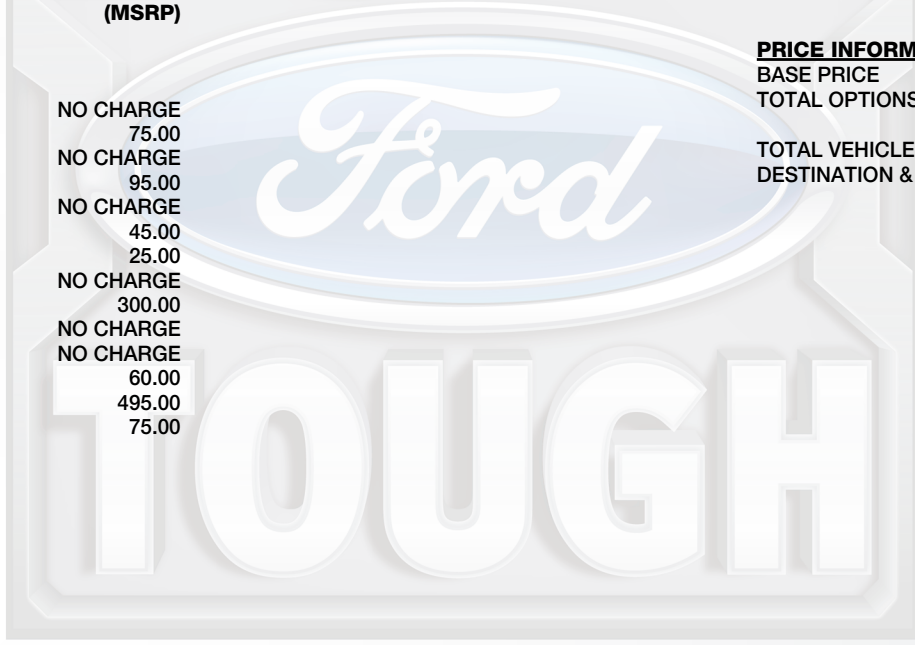 (MSRP)
NO CHARGE
75.00
NO CHARGE
95.00
NO CHARGE
45.00
25.00
NO CHARGE
300.00
NO CHARGE
NO CHARGE
60.00
495.00
75.00
PRICE INFORM
BASE PRICE
TOTAL OPTIONS
TOTAL VEHICLE
DESTINATION &
Ford
TOUGH